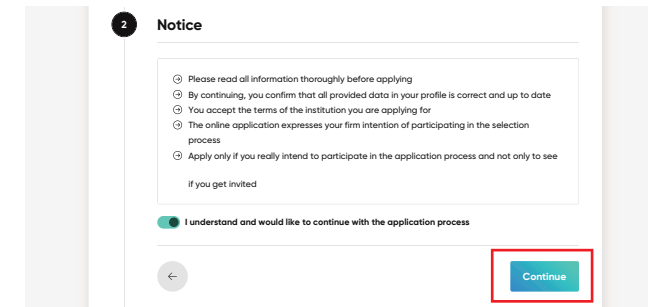 2 Notice
Please read all information thoroughly before applying
By continuing, you confirm that all provided data in your profile is correct and up to date
You accept the terms of the institution you are applying for
The online application expresses your firm intention of participating in the selection
process
Apply only if you really intend to participate in the application process and not only to see
if you get invited
I understand and would like to continue with the application process
Continue